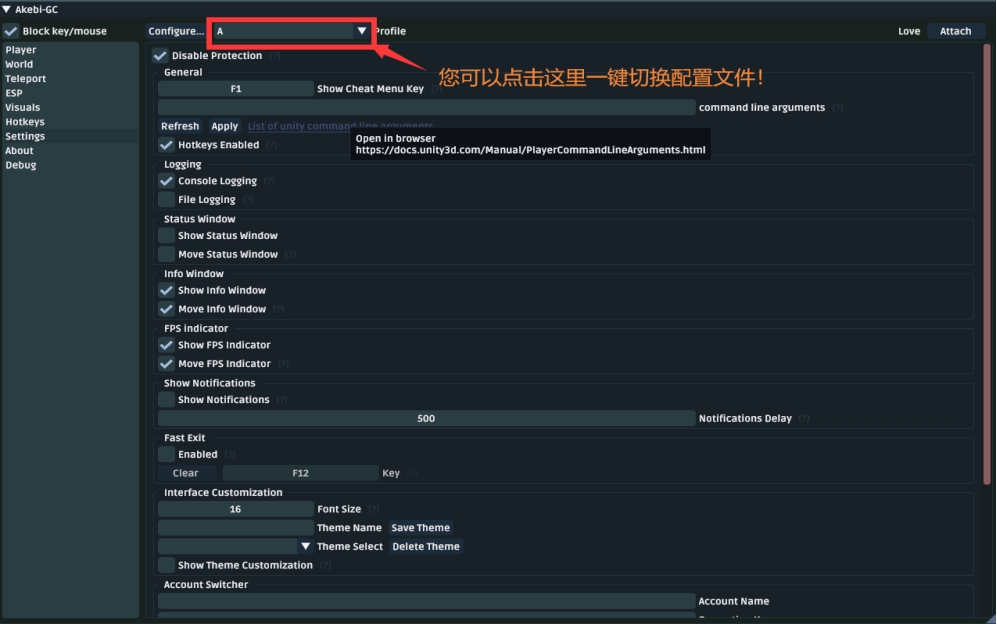 Akebi-GC
Block key/mouse
Configure... A Profile
Love Attach
Player
World
Teleport
ESP
Visuals
Hotkeys
Settings
About
Debug
Disable Protection (?)
您可以点击这里一键切换配置文件!
General
F1 Show Cheat Menu Key (?)
command line arguments (?)
Refresh Apply List of unity command line arguments
Open in browser
https://docs.unity3d.com/Manual/PlayerCommandLineArguments.html
Hotkeys Enabled (?)
Logging
Console Logging (?)
File Logging (?)
Status Window
Show Status Window
Move Status Window (?)
Info Window
Show Info Window
Move Info Window (?)
FPS indicator
Show FPS Indicator
Move FPS Indicator (?)
Show Notifications
Show Notifications (?)
500 Notifications Delay (?)
Fast Exit
Enabled (?)
Clear F12 Key (?)
Interface Customization
16 Font Size (?)
Theme Name Save Theme
Theme Select Delete Theme
Show Theme Customization (?)
Account Switcher
Account Name